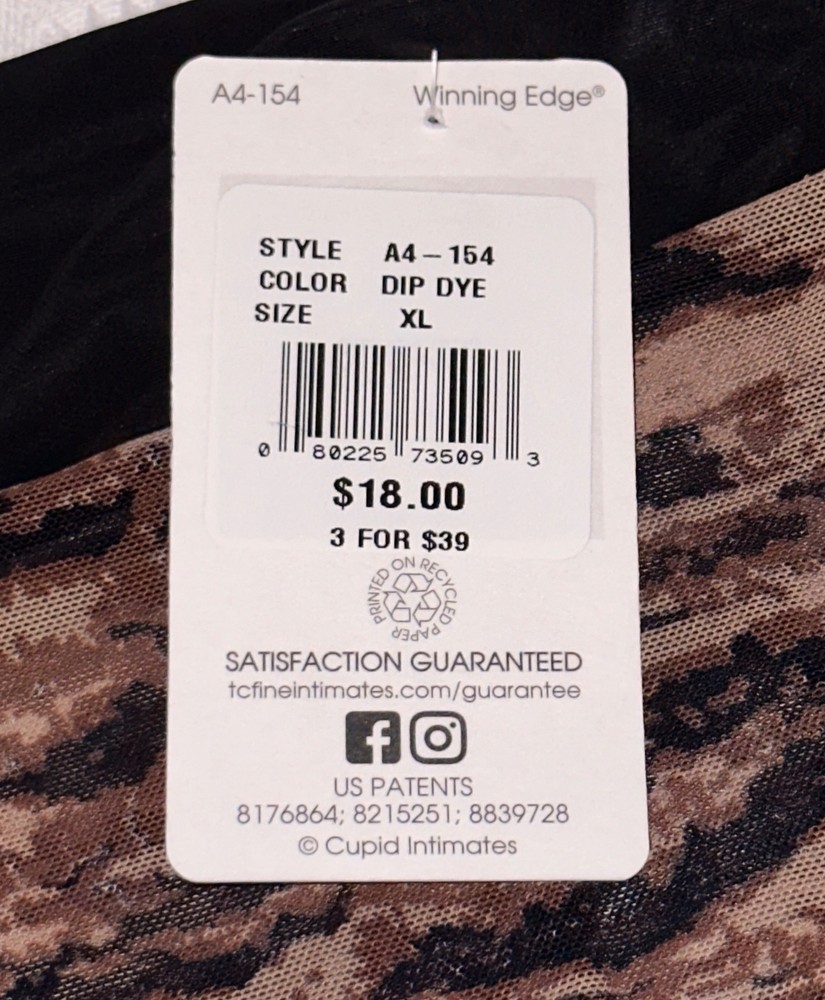 A4-154 Winning Edge®
STYLE A4-154
COLOR DIP DYE
SIZE XL
0 80225 73509 3
$18.00
3 FOR $39
PRINTED ON RECYCLED PAPER
SATISFACTION GUARANTEED
tcfineintimates.com/guarantee
US PATENTS
8176864; 8215251; 8839728
© Cupid Intimates